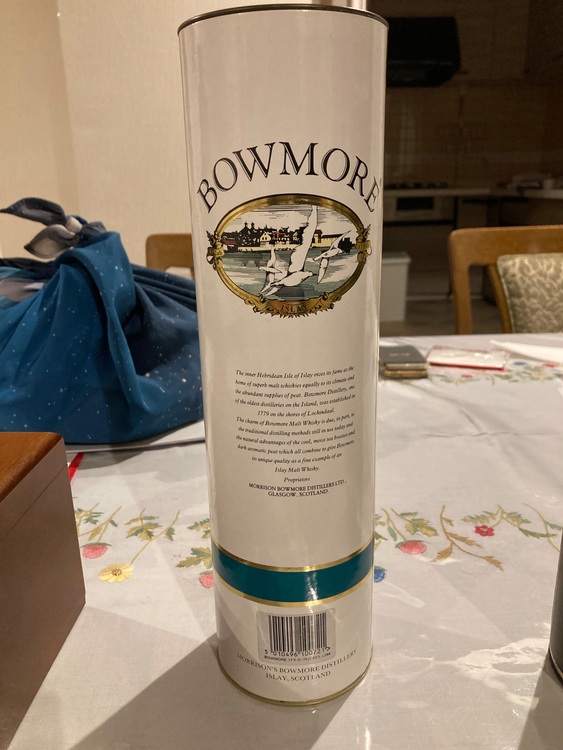 BOWMORE
ISLAY
The inner Hebridean Isle of Islay owes its fame as the
home of superb malt whiskies equally to its climate and
the abundant supplies of peat. Bowmore Distillery, one
of the oldest distilleries on the Island, was established in
1779 on the shores of Lochindaal.
The charm of Bowmore Malt Whisky is due, in part, to
the traditional distilling methods still in use today and
the natural advantages of the cool, moist sea breezes and
dark aromatic peat which all combine to give Bowmore
its unique quality as a fine example of an
Islay Malt Whisky.
Proprietors
MORRISON BOWMORE DISTILLERS LTD.,
GLASGOW, SCOTLAND.
5 010496 100721
BOWMORE
MORRISON'S BOWMORE DISTILLERY
ISLAY, SCOTLAND